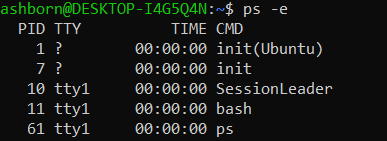 ashborn@DESKTOP-I4G5Q4N:~$ ps -e
PID TTY TIME CMD
1 ? 00:00:00 init(Ubuntu)
7 ? 00:00:00 init
10 tty1 00:00:00 SessionLeader
11 tty1 00:00:00 bash
61 tty1 00:00:00 ps